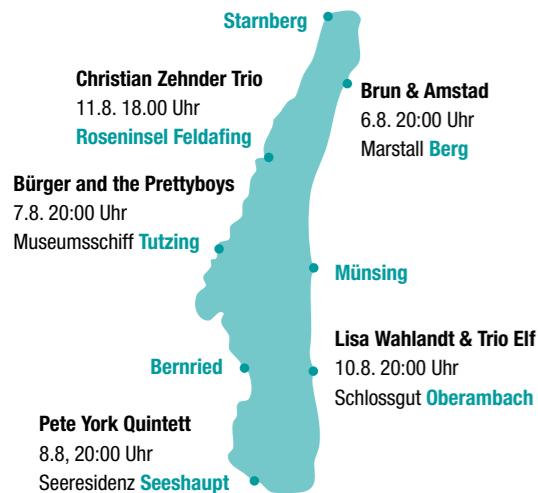 Starnberg
Christian Zehnder Trio
11.8. 18.00 Uhr
Roseninsel Feldafing
Brun & Amstad
6.8. 20:00 Uhr
Marstall Berg
Bürger and the Prettyboys
7.8. 20:00 Uhr
Museumsschiff Tutzing
Münsing
Lisa Wahlandt & Trio Elf
10.8. 20:00 Uhr
Schlossgut Oberambach
Bernried
Pete York Quintett
8.8, 20:00 Uhr
Seeresidenz Seeshaupt